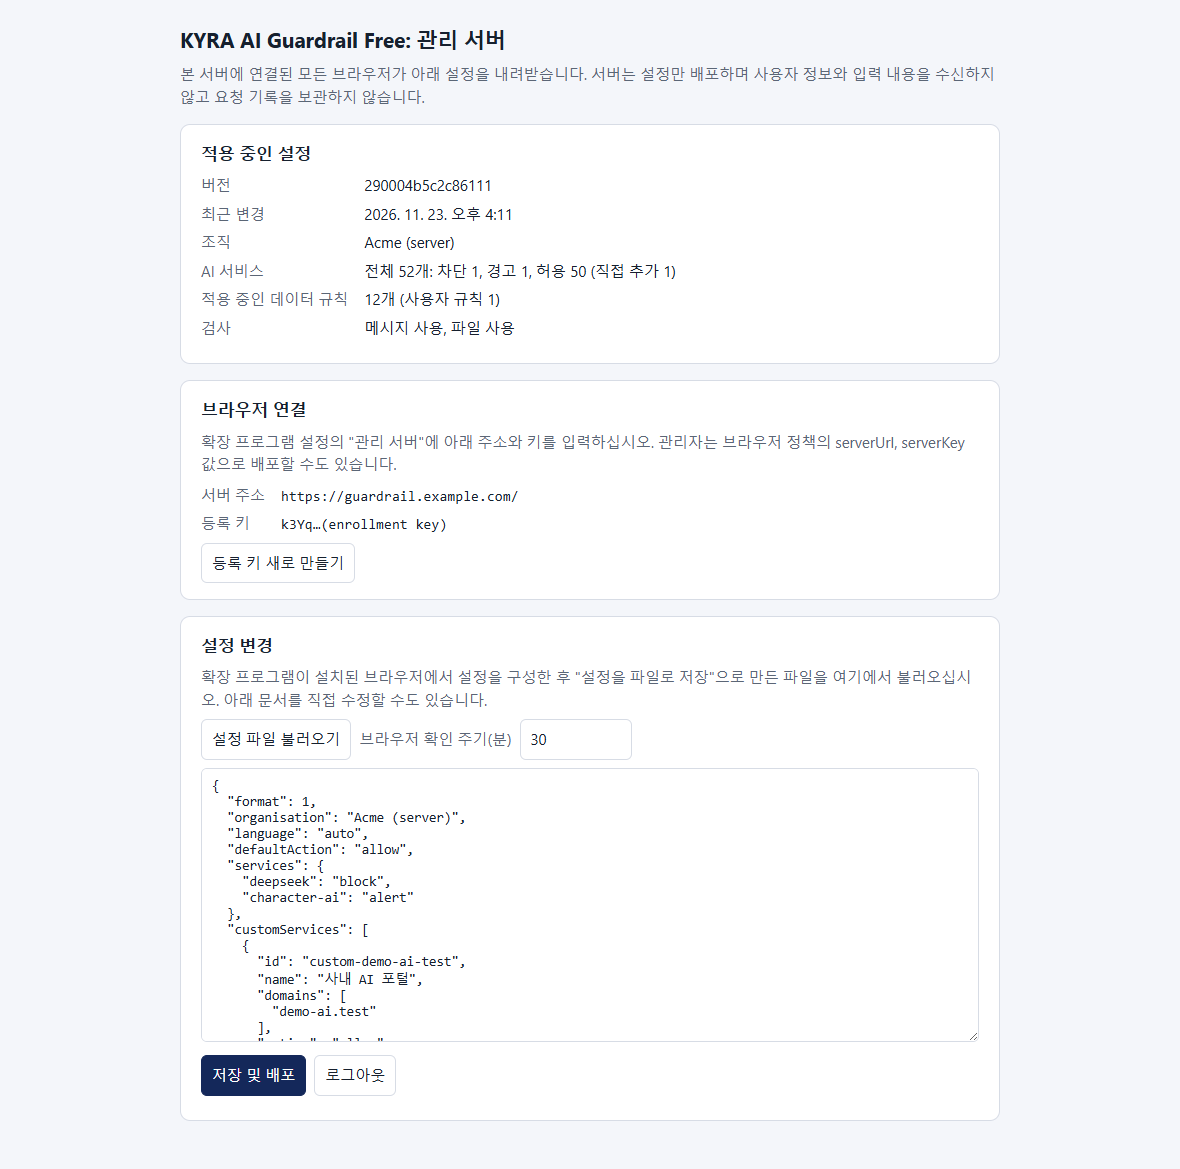 KYRA AI Guardrail Free: 관리 서버
본 서버에 연결된 모든 브라우저가 아래 설정을 내려받습니다. 서버는 설정만 배포하며 사용자 정보와 입력 내용을 수신하지
않고 요청 기록을 보관하지 않습니다.
적용 중인 설정
버전 290004b5c2c86111
최근 변경 2026. 11. 23. 오후 4:11
조직 Acme (server)
AI 서비스 전체 52개: 차단 1, 경고 1, 허용 50 (직접 추가 1)
적용 중인 데이터 규칙 12개 (사용자 규칙 1)
검사 메시지 사용, 파일 사용
브라우저 연결
확장 프로그램 설정의 "관리 서버"에 아래 주소와 키를 입력하십시오. 관리자는 브라우저 정책의 serverUrl, serverKey
값으로 배포할 수도 있습니다.
서버 주소 https://guardrail.example.com/
등록 키 k3Yq…(enrollment key)
등록 키 새로 만들기
설정 변경
확장 프로그램이 설치된 브라우저에서 설정을 구성한 후 "설정을 파일로 저장"으로 만든 파일을 여기에서 불러오십시
오. 아래 문서를 직접 수정할 수도 있습니다.
설정 파일 불러오기 브라우저 확인 주기(분) 30
{
"format": 1,
"organisation": "Acme (server)",
"language": "auto",
"defaultAction": "allow",
"services": {
"deepseek": "block",
"character-ai": "alert"
},
"customServices": [
{
"id": "custom-demo-ai-test",
"name": "사내 AI 포털",
"domains": [
"demo-ai.test"
],
저장 및 배포 로그아웃